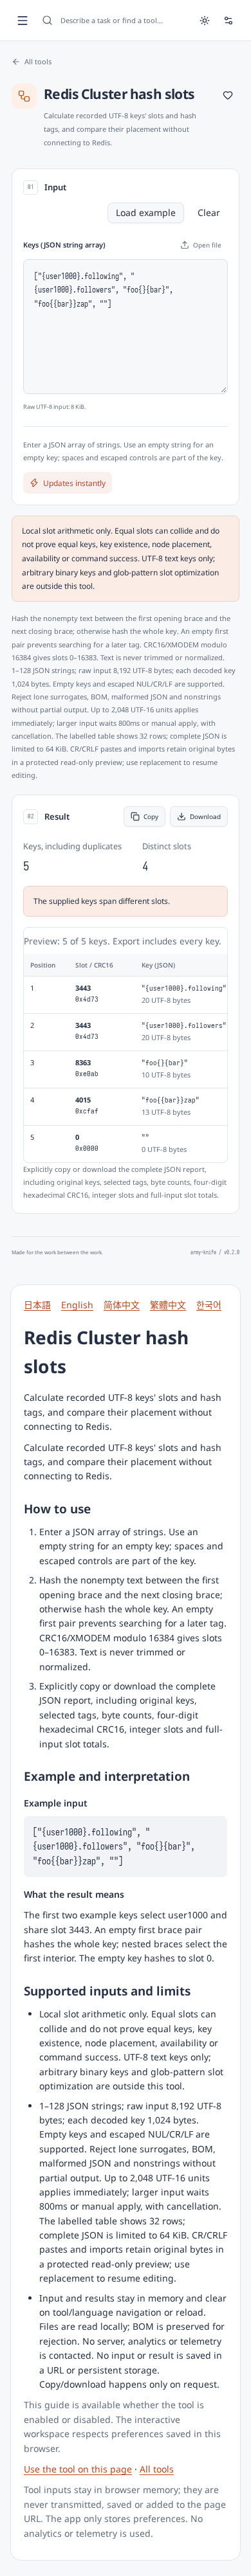 Describe a task or find a tool...
All tools
Redis Cluster hash slots
Calculate recorded UTF-8 keys' slots and hash
tags, and compare their placement without
connecting to Redis.
01 Input
Load example Clear
Keys (JSON string array) Open file
["{user1000}.following", "
{user1000}.followers", "foo{}{bar}",
"foo{{bar}}zap", ""]
Raw UTF-8 input: 8 KiB.
Enter a JSON array of strings. Use an empty string for an
empty key; spaces and escaped controls are part of the key.
Updates instantly
Local slot arithmetic only. Equal slots can collide and do
not prove equal keys, key existence, node placement,
availability or command success. UTF-8 text keys only;
arbitrary binary keys and glob-pattern slot optimization
are outside this tool.
Hash the nonempty text between the first opening brace and the
next closing brace; otherwise hash the whole key. An empty first
pair prevents searching for a later tag. CRC16/XMODEM modulo
16384 gives slots 0–16383. Text is never trimmed or normalized.
1–128 JSON strings; raw input 8,192 UTF-8 bytes; each decoded key
1,024 bytes. Empty keys and escaped NUL/CR/LF are supported.
Reject lone surrogates, BOM, malformed JSON and nonstrings
without partial output. Up to 2,048 UTF-16 units applies
immediately; larger input waits 800ms or manual apply, with
cancellation. The labelled table shows 32 rows; complete JSON is
limited to 64 KiB. CR/CRLF pastes and imports retain original bytes
in a protected read-only preview; use replacement to resume
editing.
02 Result Copy Download
Keys, including duplicates Distinct slots
5 4
The supplied keys span different slots.
Preview: 5 of 5 keys. Export includes every key.
Position Slot / CRC16 Key (JSON)
1 3443 "{user1000}.following"
0x4d73 20 UTF-8 bytes
2 3443 "{user1000}.followers"
0x4d73 20 UTF-8 bytes
3 8363 "foo{}{bar}"
0xe0ab 10 UTF-8 bytes
4 4015 "foo{{bar}}zap"
0xcfaf 13 UTF-8 bytes
5 0 ""
0x0000 0 UTF-8 bytes
Explicitly copy or download the complete JSON report,
including original keys, selected tags, byte counts, four-digit
hexadecimal CRC16, integer slots and full-input slot totals.
Made for the work between the work. army-knife / v0.2.0
日本語 English 简体中文 繁體中文 한국어
Redis Cluster hash
slots
Calculate recorded UTF-8 keys' slots and hash
tags, and compare their placement without
connecting to Redis.
Calculate recorded UTF-8 keys' slots and hash
tags, and compare their placement without
connecting to Redis.
How to use
1. Enter a JSON array of strings. Use an
empty string for an empty key; spaces and
escaped controls are part of the key.
2. Hash the nonempty text between the first
opening brace and the next closing brace;
otherwise hash the whole key. An empty
first pair prevents searching for a later tag.
CRC16/XMODEM modulo 16384 gives slots
0–16383. Text is never trimmed or
normalized.
3. Explicitly copy or download the complete
JSON report, including original keys,
selected tags, byte counts, four-digit
hexadecimal CRC16, integer slots and full-
input slot totals.
Example and interpretation
Example input
["{user1000}.following", "
{user1000}.followers", "foo{}{bar}",
"foo{{bar}}zap", ""]
What the result means
The first two example keys select user1000 and
share slot 3443. An empty first brace pair
hashes the whole key; nested braces select the
first interior. The empty key hashes to slot 0.
Supported inputs and limits
• Local slot arithmetic only. Equal slots can
collide and do not prove equal keys, key
existence, node placement, availability or
command success. UTF-8 text keys only;
arbitrary binary keys and glob-pattern slot
optimization are outside this tool.
• 1–128 JSON strings; raw input 8,192 UTF-8
bytes; each decoded key 1,024 bytes.
Empty keys and escaped NUL/CR/LF are
supported. Reject lone surrogates, BOM,
malformed JSON and nonstrings without
partial output. Up to 2,048 UTF-16 units
applies immediately; larger input waits
800ms or manual apply, with cancellation.
The labelled table shows 32 rows;
complete JSON is limited to 64 KiB. CR/CRLF
pastes and imports retain original bytes in
a protected read-only preview; use
replacement to resume editing.
• Input and results stay in memory and clear
on tool/language navigation or reload.
Files are read locally; BOM is preserved for
rejection. No server, analytics or telemetry
is contacted. No input or result is saved in
a URL or persistent storage.
Copy/download happens only on request.
This guide is available whether the tool is
enabled or disabled. The interactive
workspace respects preferences saved in this
browser.
Use the tool on this page · All tools
Tool inputs stay in browser memory; they are
never transmitted, saved or added to the page
URL. The app only stores preferences. No
analytics or telemetry is used.